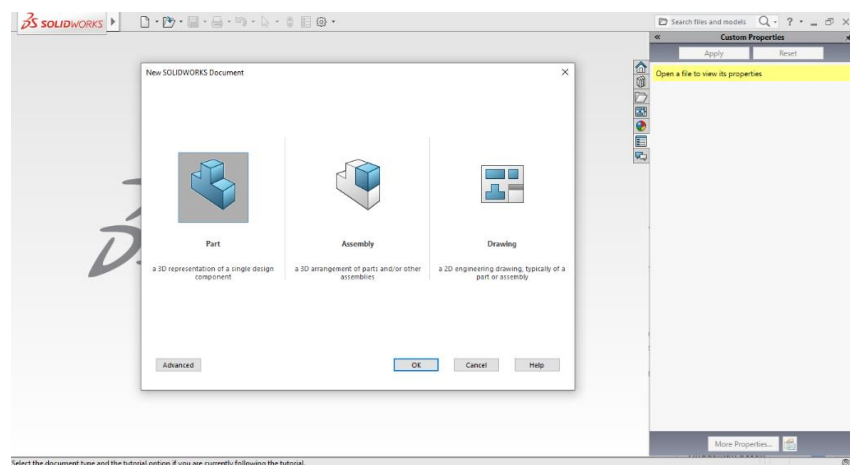 SOLIDWORKS
Search files and models
Custom Properties
Apply Reset
Open a file to view its properties
New SOLIDWORKS Document
Part
a 3D representation of a single design
component
Assembly
a 3D arrangement of parts and/or other
assemblies
Drawing
a 2D engineering drawing, typically of a
part or assembly
Advanced
OK
Cancel
Help
More Properties...
Select the document type and the tutorial option if you are currently following the tutorial.